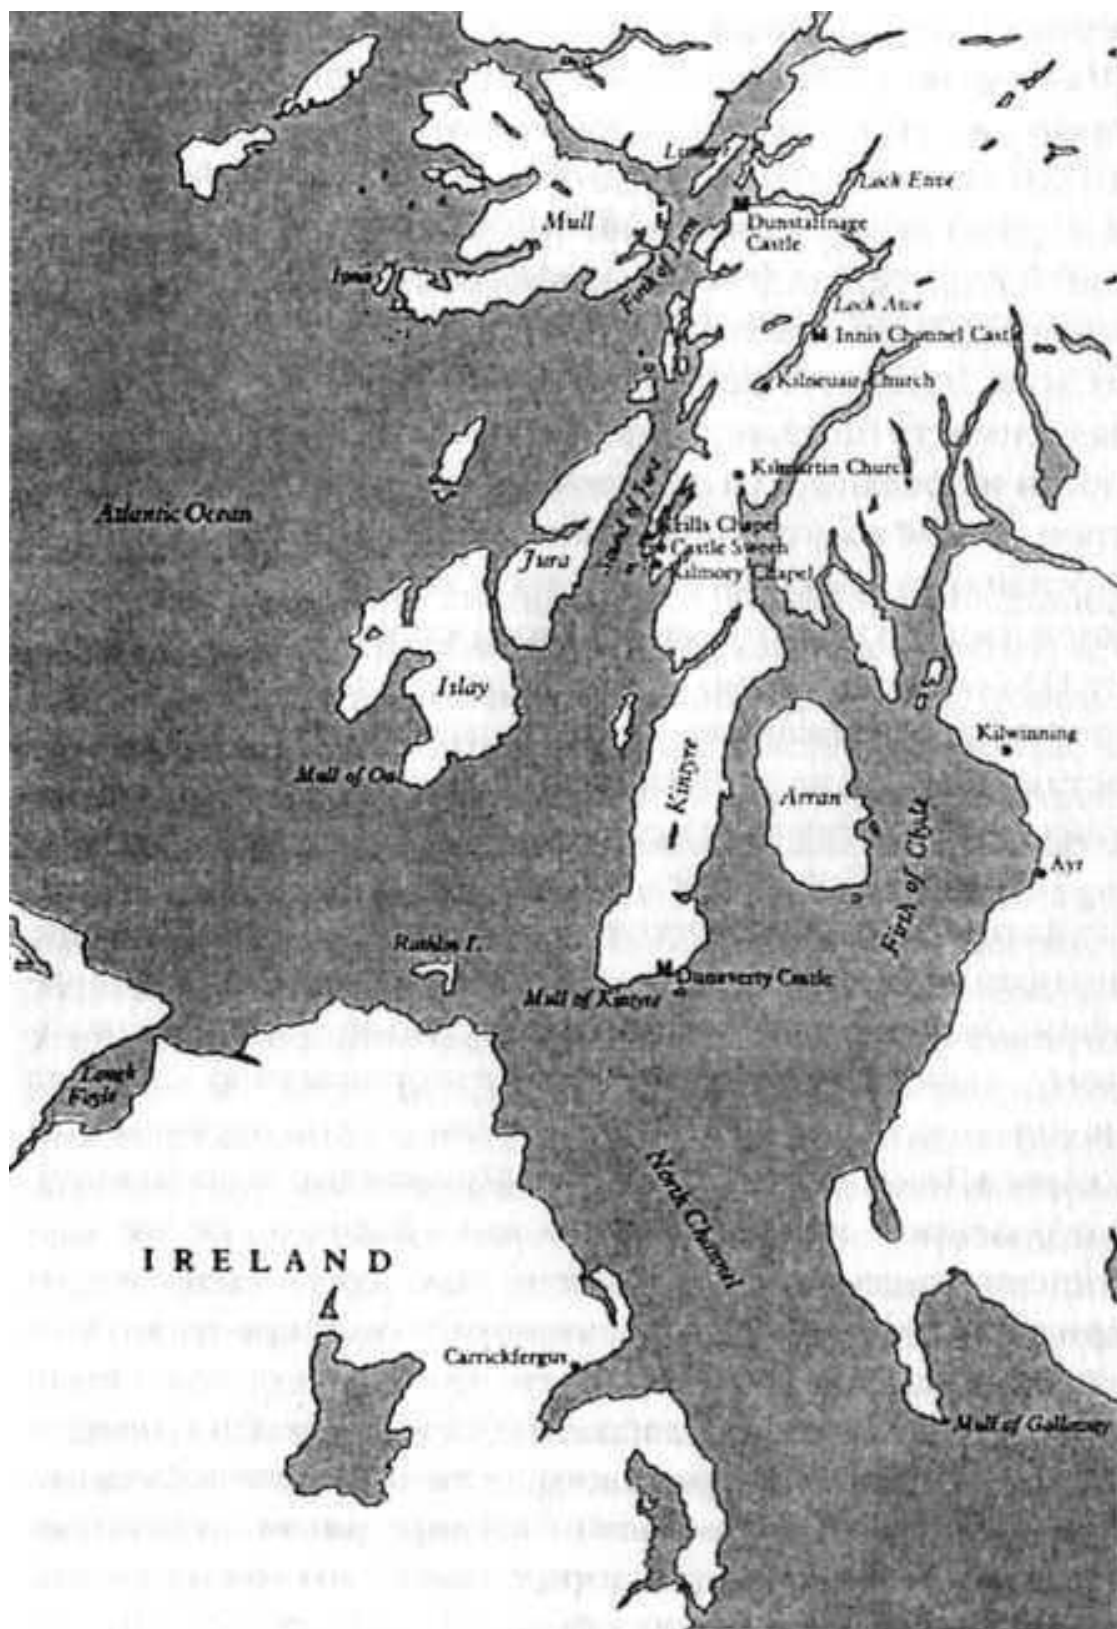 Loch Etive
Mull
Dunstaffnage
Castle
Iona
Firth of Lorn
Loch Awe
Innis Channel Castle
Kilneuair Church
Kilmartin Church
Atlantic Ocean
Sound of Jura
Chapel
Castle Sween
Jura
Kilmory Chapel
Islay
Kilwinning
Mull of Oa
Kintyre
Arran
Firth of Clyde
Ayr
Rathlin I.
Dunaverty Castle
Mull of Kintyre
Lough
Foyle
North Channel
IRELAND
Carrickfergus
Mull of Galloway